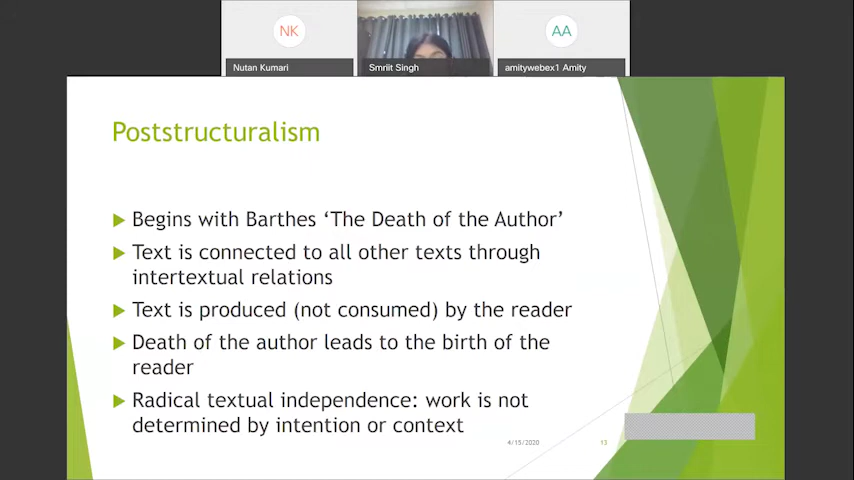 NK
AA
Nutan Kumari
Smriit Singh
amitywebex1 Amity
Poststructuralism
Begins with Barthes ‘The Death of the Author’
Text is connected to all other texts through
intertextual relations
Text is produced (not consumed) by the reader
Death of the author leads to the birth of the
reader
Radical textual independence: work is not
determined by intention or context
4/15/2020
13